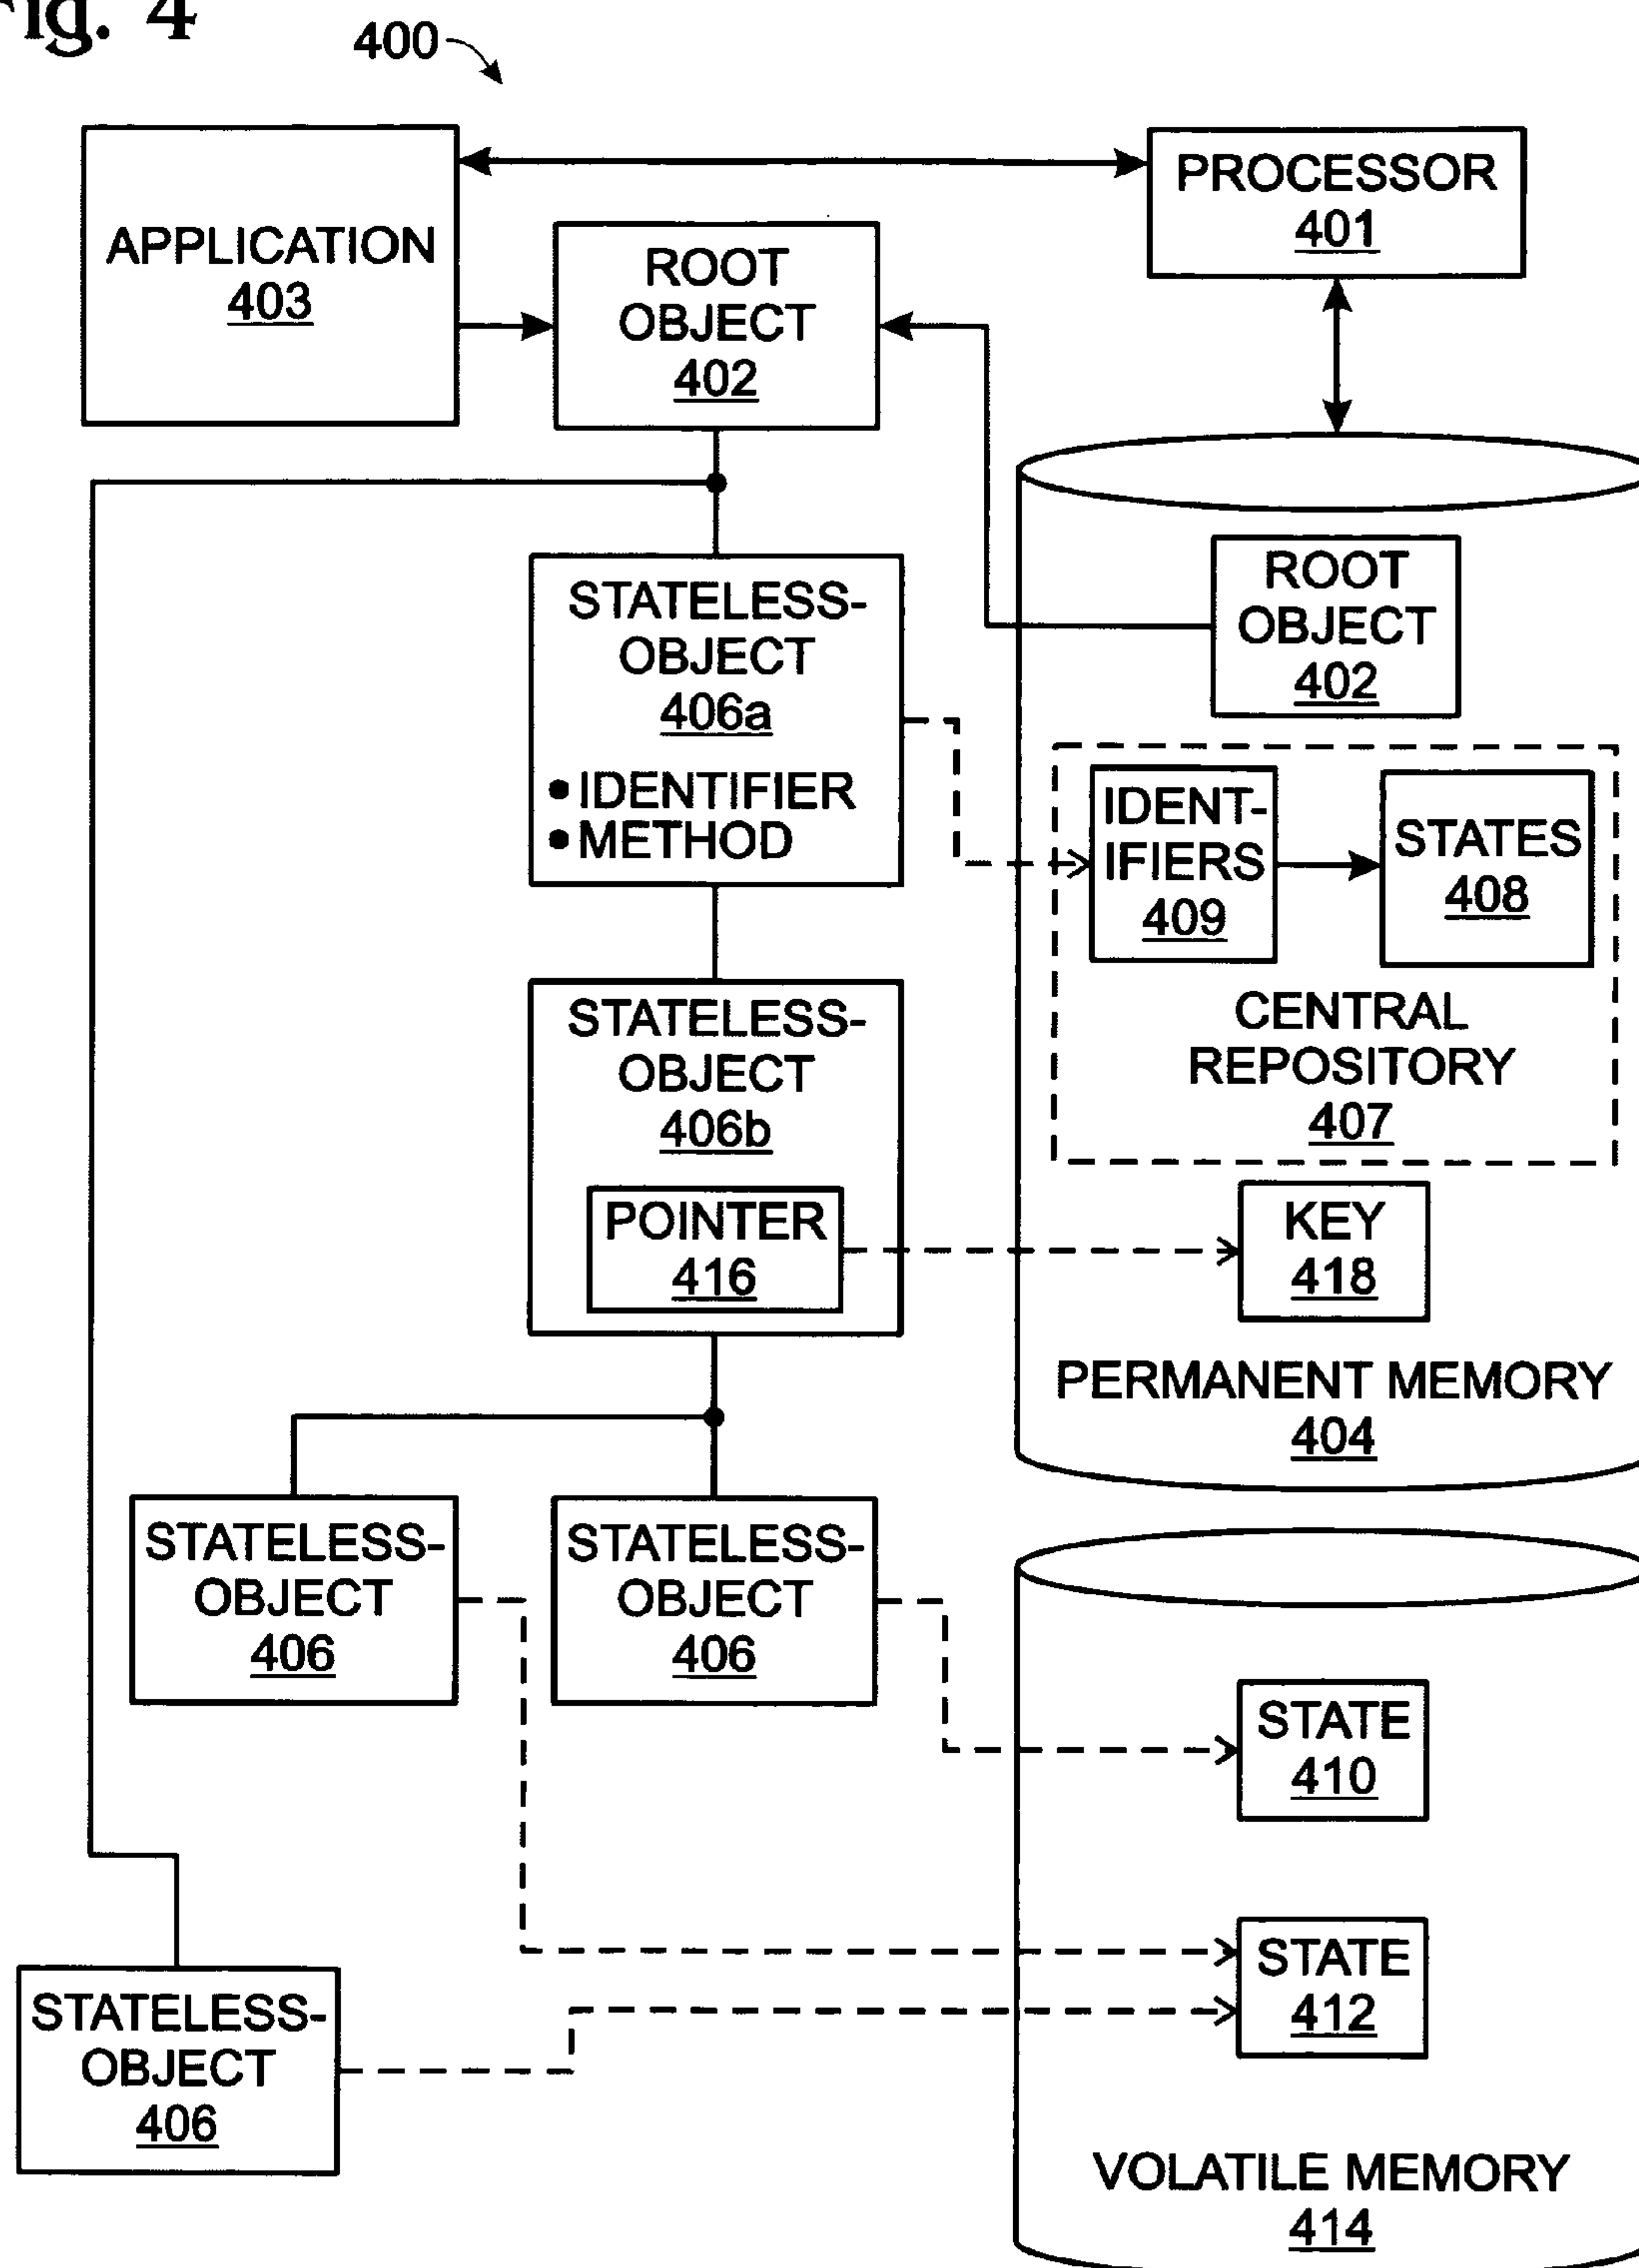 Fig. 4
400
APPLICATION
403
ROOT
OBJECT
402
PROCESSOR
401
STATELESS-
OBJECT
406a
• IDENTIFIER
• METHOD
ROOT
OBJECT
402
IDENT-
IFIERS
409
STATES
408
CENTRAL
REPOSITORY
407
STATELESS-
OBJECT
406b
POINTER
416
KEY
418
PERMANENT MEMORY
404
STATELESS-
OBJECT
406
STATELESS-
OBJECT
406
STATE
410
STATE
412
STATELESS-
OBJECT
406
VOLATILE MEMORY
414